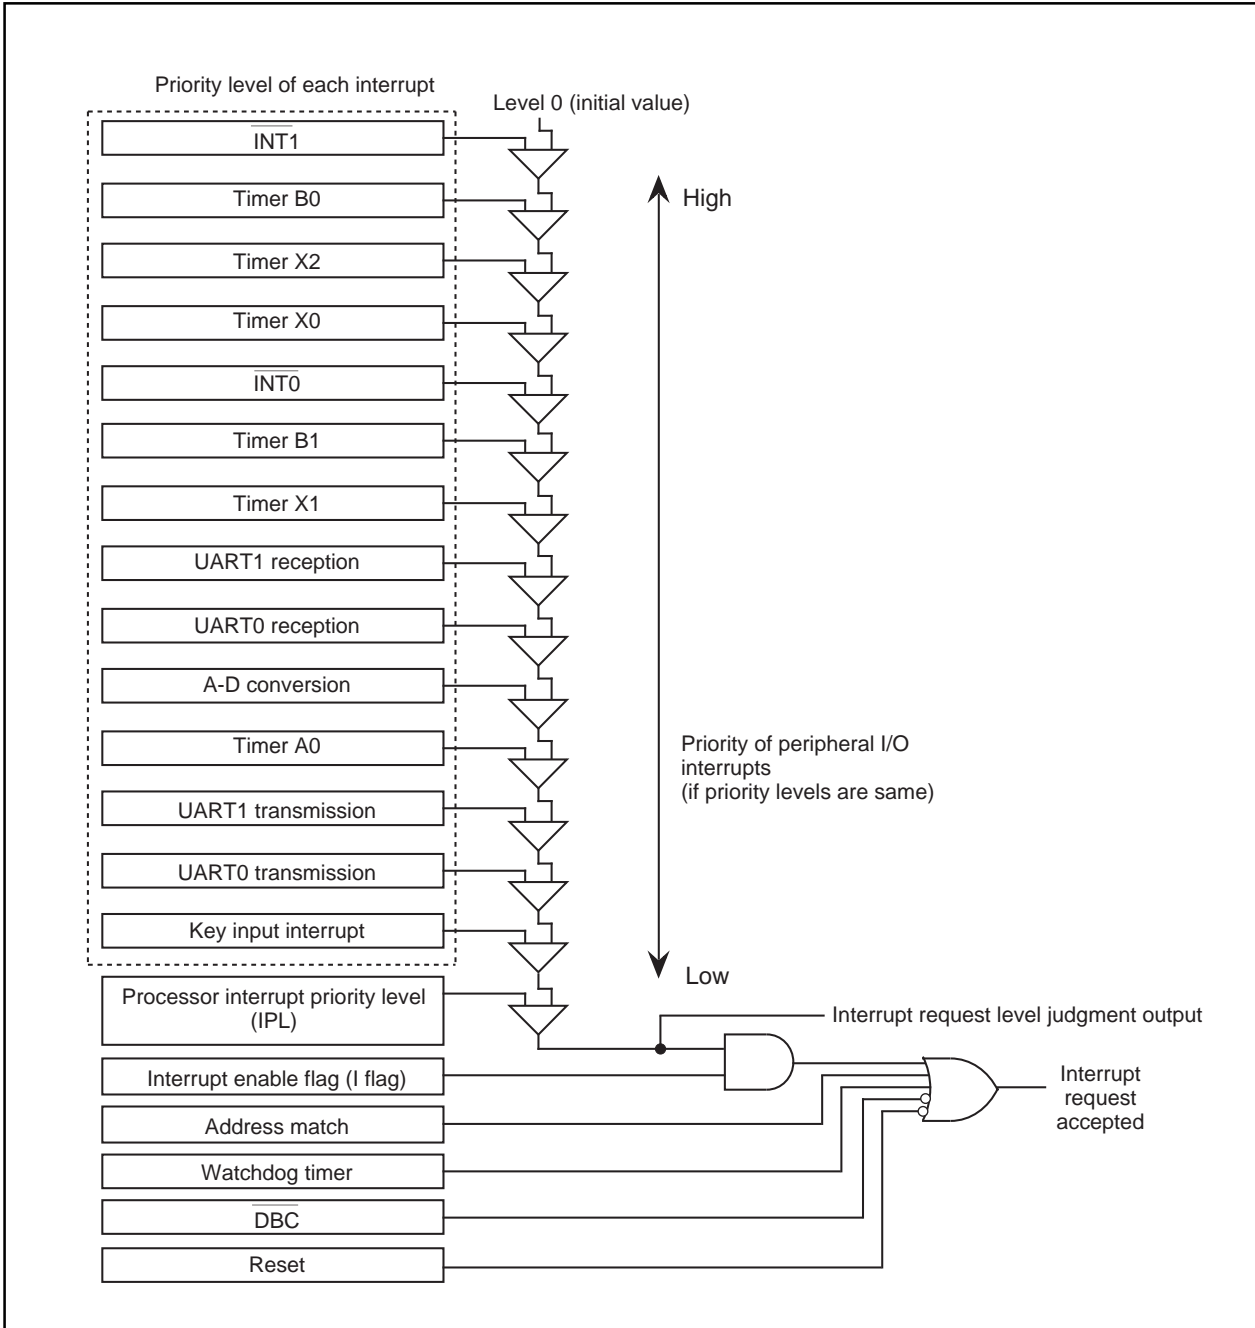 Priority level of each interrupt
Level 0 (initial value)
INT1
High
Timer B0
Timer X2
Timer X0
INT0
Timer B1
Timer X1
UART1 reception
UART0 reception
A-D conversion
Timer A0
Priority of peripheral I/O
interrupts
(if priority levels are same)
UART1 transmission
UART0 transmission
Key input interrupt
Low
Processor interrupt priority level
(IPL)
Interrupt request level judgment output
Interrupt enable flag (I flag)
Interrupt
request
accepted
Address match
Watchdog timer
DBC
Reset